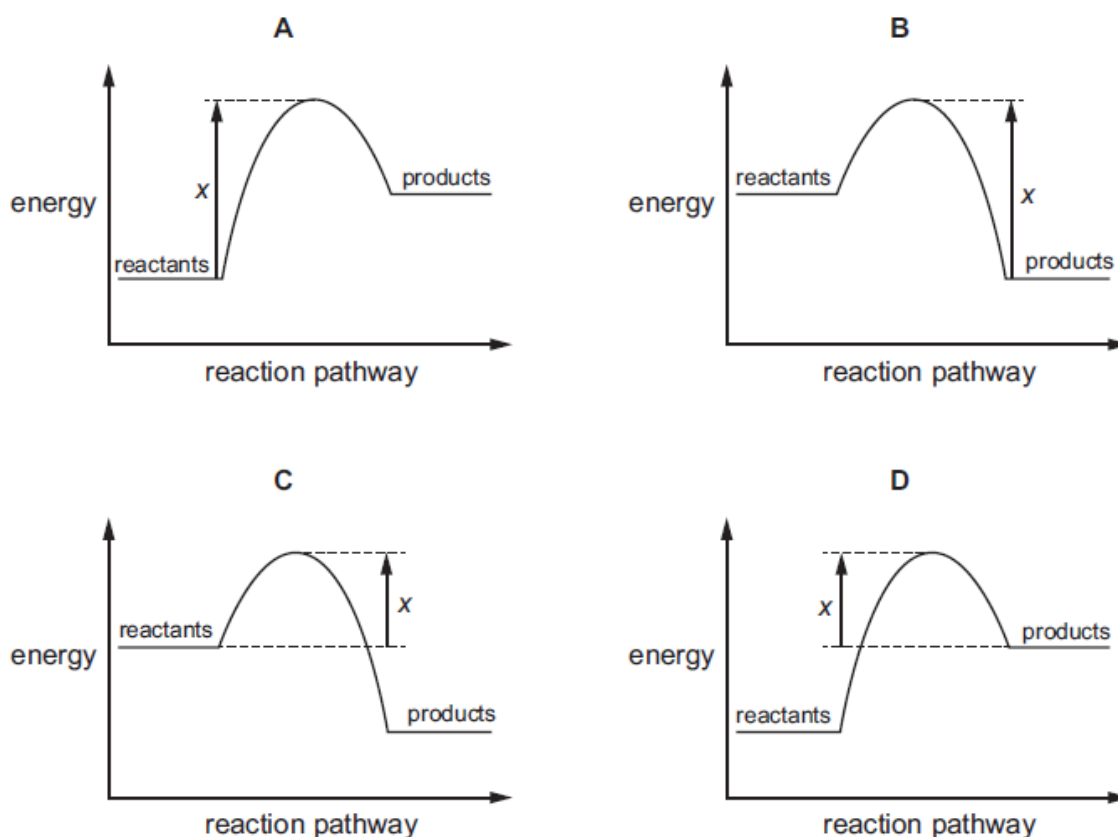 A
energy
x
reactants
products
reaction pathway
B
energy
reactants
x
products
reaction pathway
C
energy
reactants
x
products
reaction pathway
D
energy
x
products
reactants
reaction pathway